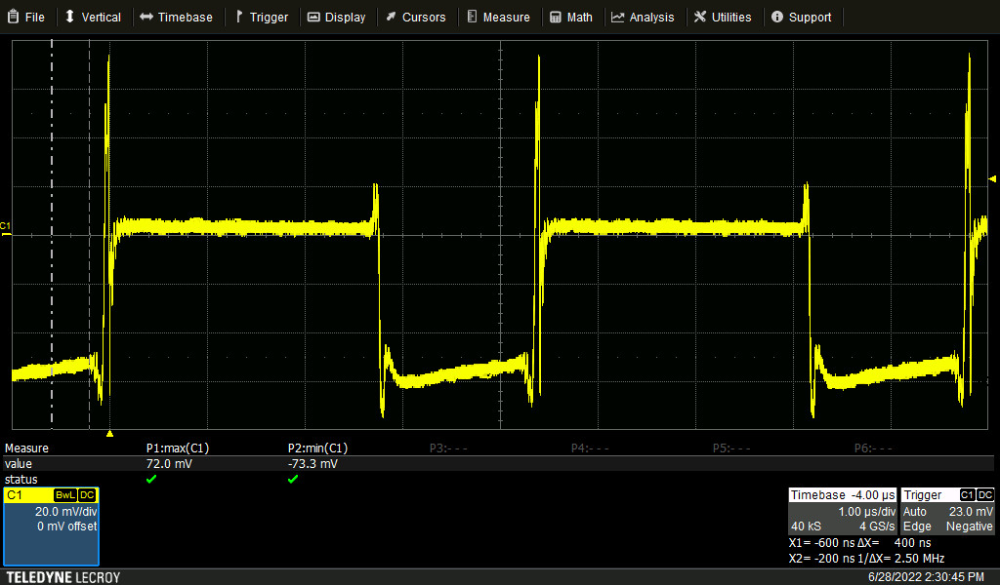 File Vertical Timebase Trigger Display Cursors Measure Math Analysis Utilities Support
C1
Measure P1:max(C1) P2:min(C1) P3:--- P4:--- P5:--- P6:---
value 72.0 mV -73.3 mV
status
C1 BwL DC
20.0 mV/div
0 mV offset
Timebase -4.00 µs
1.00 µs/div
40 kS 4 GS/s
Trigger C1 DC
Auto 23.0 mV
Edge Negative
X1= -600 ns ΔX= 400 ns
X2= -200 ns 1/ΔX= 2.50 MHz
TELEDYNE LECROY 6/28/2022 2:30:45 PM